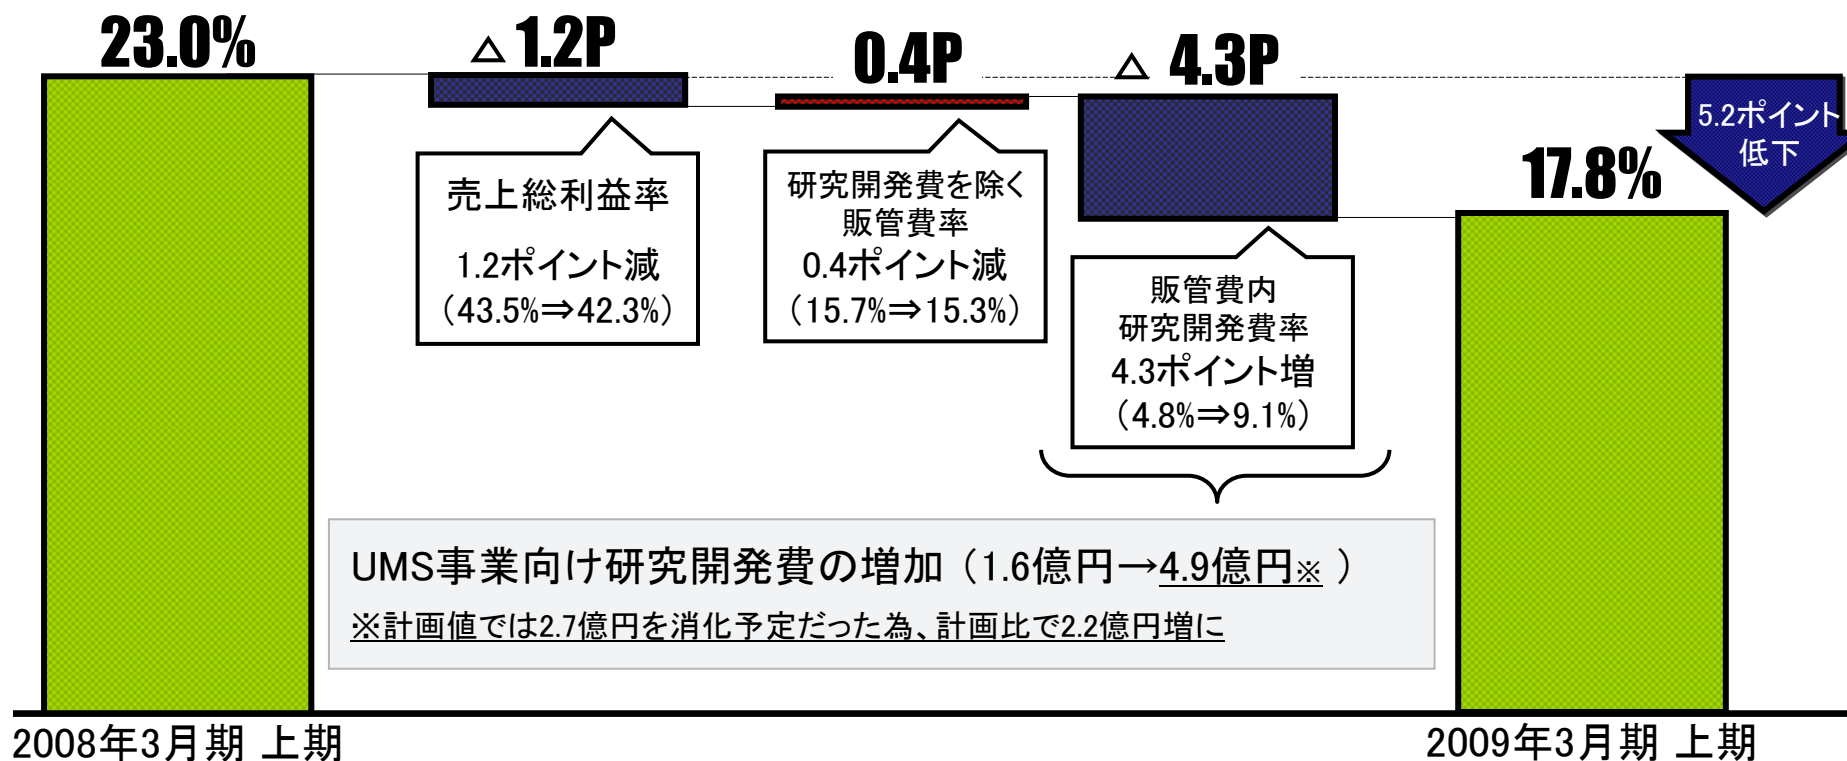 23.0%
△ 1.2P
0.4P
△ 4.3P
5.2ポイント
低下
17.8%
売上総利益率
1.2ポイント減
(43.5%⇒42.3%)
研究開発費を除く
販管費率
0.4ポイント減
(15.7%⇒15.3%)
販管費内
研究開発費率
4.3ポイント増
(4.8%⇒9.1%)
UMS事業向け研究開発費の増加（1.6億円→4.9億円※ ）
※計画値では2.7億円を消化予定だった為、計画比で2.2億円増に
2008年3月期 上期
2009年3月期 上期